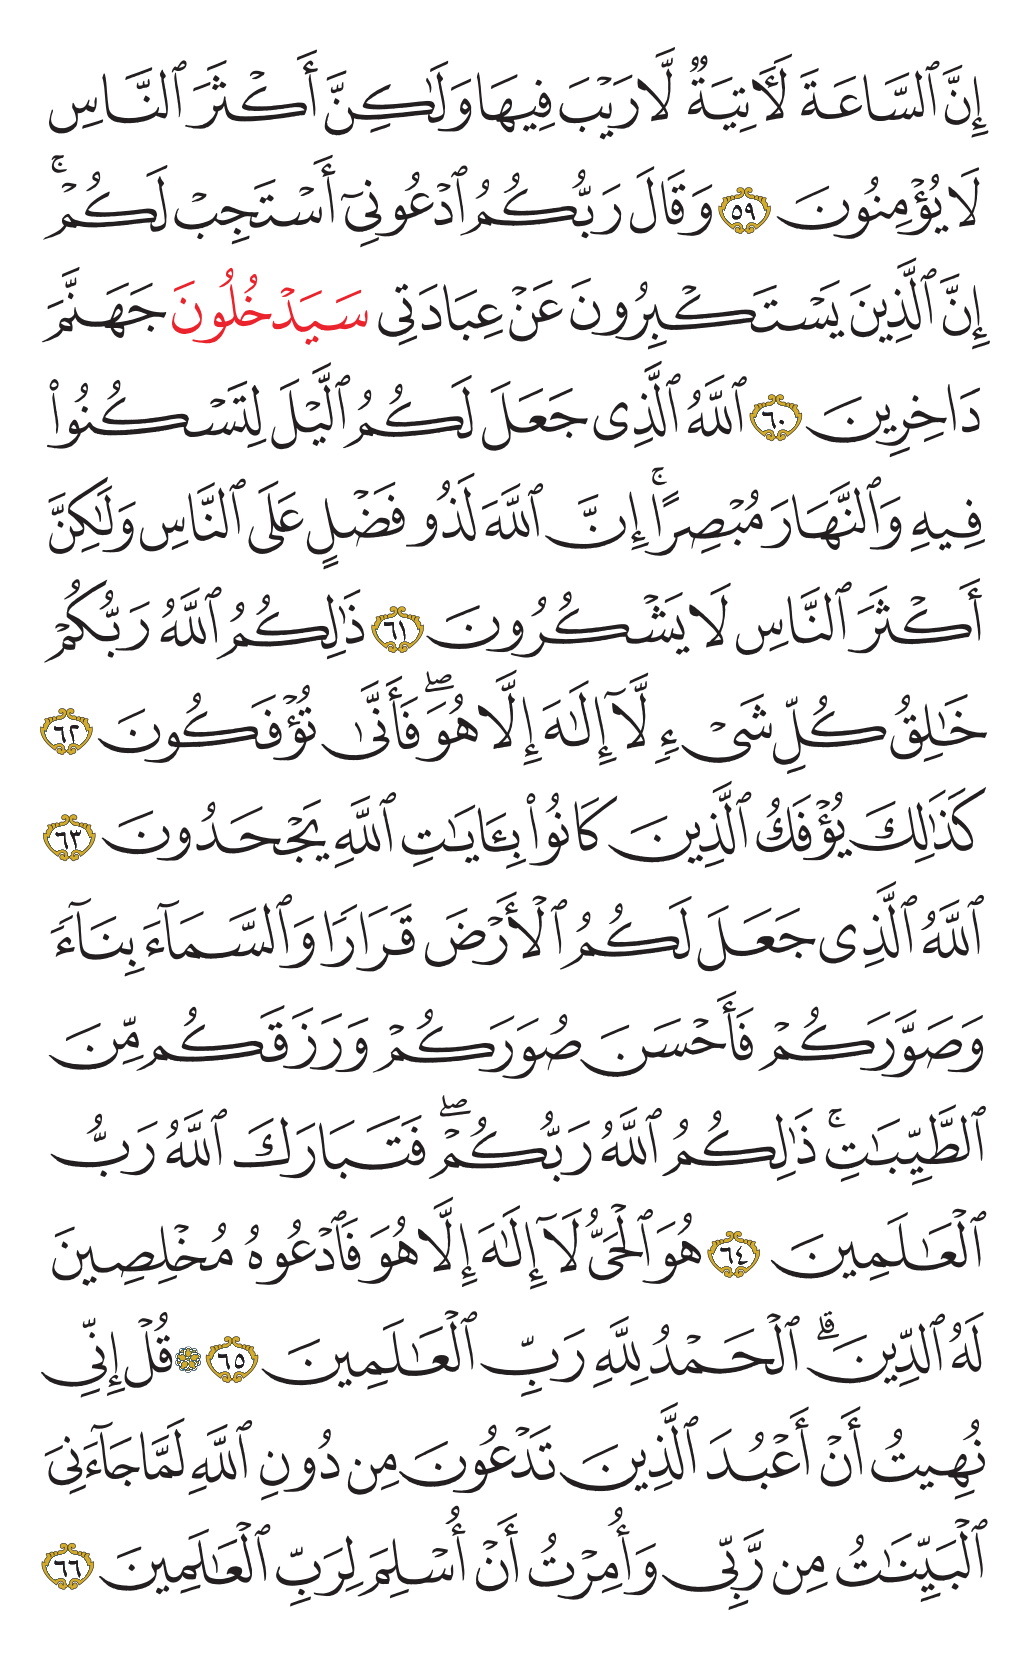 إِنَّ ٱلسَّاعَةَ لَأٓتِيَةٌ لَّا رَيۡبَ فِيهَا وَلَٰكِنَّ أَكۡثَرَ ٱلنَّاسِ
لَا يُؤۡمِنُونَ ٥٩ وَقَالَ رَبُّكُمُ ٱدۡعُونِيٓ أَسۡتَجِبۡ لَكُمۡۚ
إِنَّ ٱلَّذِينَ يَسۡتَكۡبِرُونَ عَنۡ عِبَادَتِي سَيَدۡخُلُونَ جَهَنَّمَ
دَاخِرِينَ ٦٠ ٱللَّهُ ٱلَّذِي جَعَلَ لَكُمُ ٱلَّيۡلَ لِتَسۡكُنُواْ
فِيهِ وَٱلنَّهَارَ مُبۡصِرًاۚ إِنَّ ٱللَّهَ لَذُو فَضۡلٍ عَلَى ٱلنَّاسِ وَلَٰكِنَّ
أَكۡثَرَ ٱلنَّاسِ لَا يَشۡكُرُونَ ٦١ ذَٰلِكُمُ ٱللَّهُ رَبُّكُمۡ
خَٰلِقُ كُلِّ شَيۡءٖ لَّآ إِلَٰهَ إِلَّا هُوَۖ فَأَنَّىٰ تُؤۡفَكُونَ ٦٢
كَذَٰلِكَ يُؤۡفَكُ ٱلَّذِينَ كَانُواْ بِـَٔايَٰتِ ٱللَّهِ يَجۡحَدُونَ ٦٣
ٱللَّهُ ٱلَّذِي جَعَلَ لَكُمُ ٱلۡأَرۡضَ قَرَارٗا وَٱلسَّمَآءَ بِنَآءٗ
وَصَوَّرَكُمۡ فَأَحۡسَنَ صُوَرَكُمۡ وَرَزَقَكُم مِّنَ
ٱلطَّيِّبَٰتِۚ ذَٰلِكُمُ ٱللَّهُ رَبُّكُمۡۖ فَتَبَارَكَ ٱللَّهُ رَبُّ
ٱلۡعَٰلَمِينَ ٦٤ هُوَ ٱلۡحَيُّ لَآ إِلَٰهَ إِلَّا هُوَ فَٱدۡعُوهُ مُخۡلِصِينَ
لَهُ ٱلدِّينَۗ ٱلۡحَمۡدُ لِلَّهِ رَبِّ ٱلۡعَٰلَمِينَ ٦٥ ۞ قُلۡ إِنِّي
نُهِيتُ أَنۡ أَعۡبُدَ ٱلَّذِينَ تَدۡعُونَ مِن دُونِ ٱللَّهِ لَمَّا جَآءَنِيَ
ٱلۡبَيِّنَٰتُ مِن رَّبِّي وَأُمِرۡتُ أَنۡ أُسۡلِمَ لِرَبِّ ٱلۡعَٰلَمِينَ ٦٦